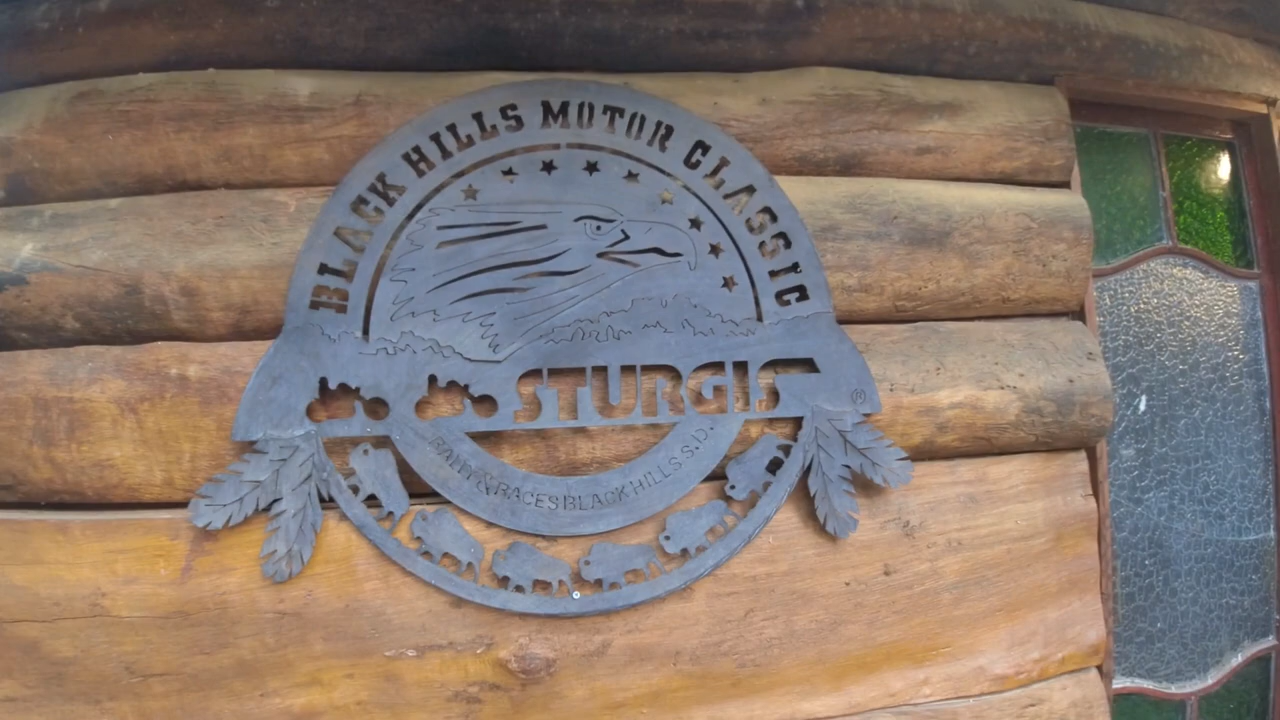 BLACK HILLS MOTOR CLASSIC
STURGIS
®
RALLY & RACES BLACK HILLS S.D.